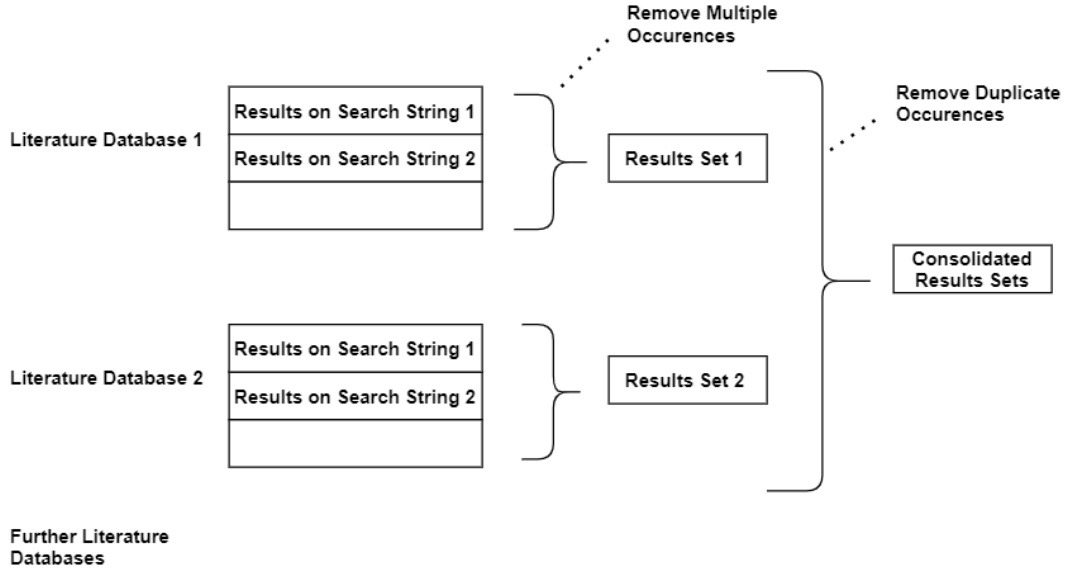 Remove Multiple
Occurences
Remove Duplicate
Occurences
Literature Database 1
Results on Search String 1
Results on Search String 2
Results Set 1
Consolidated
Results Sets
Literature Database 2
Results on Search String 1
Results on Search String 2
Results Set 2
Further Literature
Databases